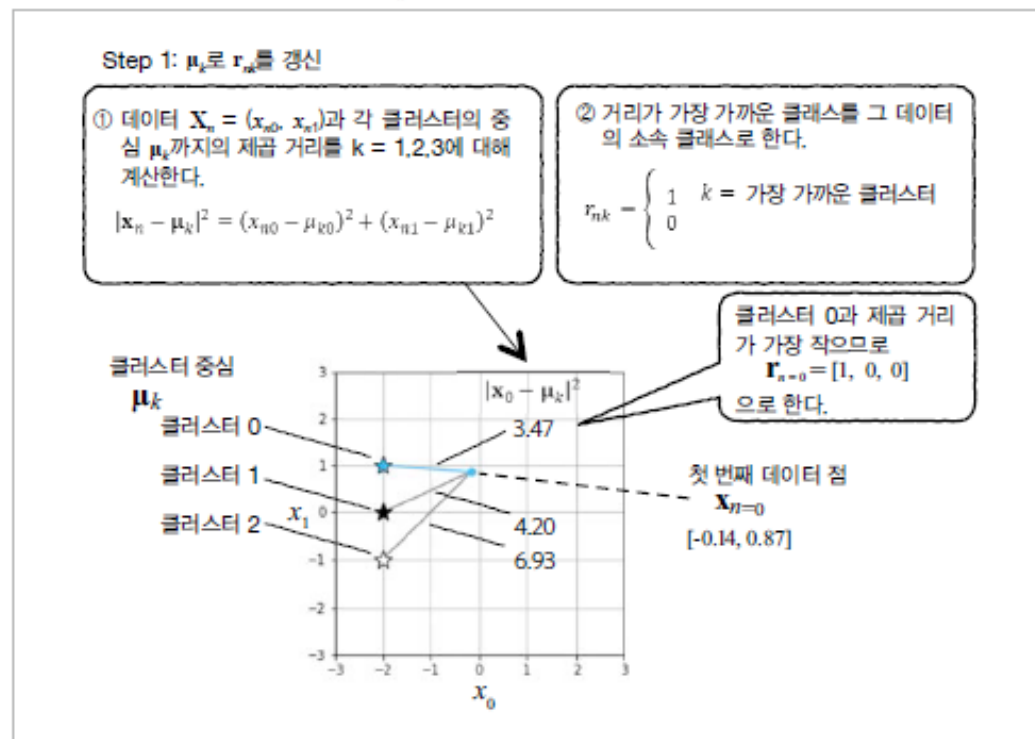 Step 1: μₖ로 rₙₖ를 갱신
① 데이터 Xₙ = (xₙ₀, xₙ₁)과 각 클러스터의 중
심 μₖ까지의 제곱 거리를 k = 1,2,3에 대해
계산한다.
|xₙ − μₖ|² = (xₙ₀ − μₖ₀)² + (xₙ₁ − μₖ₁)²
② 거리가 가장 가까운 클래스를 그 데이터
의 소속 클래스로 한다.
rₙₖ = { 1 k = 가장 가까운 클러스터
0
클러스터 0과 제곱 거리
가 가장 작으므로
rₙ₌₀ = [1, 0, 0]
으로 한다.
클러스터 중심
μₖ
클러스터 0
클러스터 1
클러스터 2
|x₀ − μₖ|²
3.47
4.20
6.93
첫 번째 데이터 점
xₙ₌₀
[-0.14, 0.87]
x₁
3
2
1
0
−1
−2
−3
−3 −2 −1 0 1 2 3
x₀